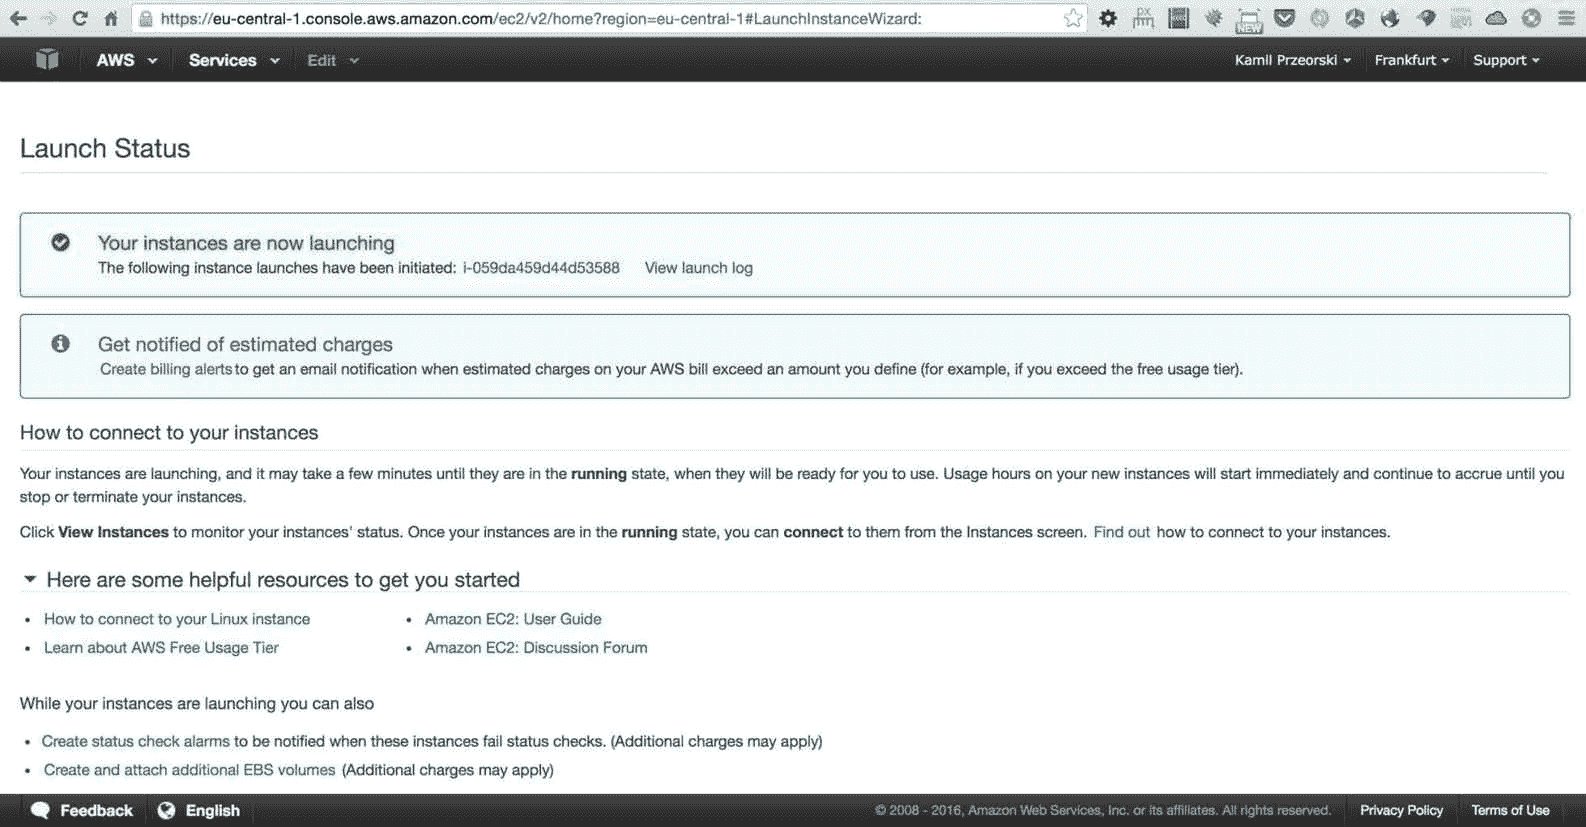 https://eu-central-1.console.aws.amazon.com/ec2/v2/home?region=eu-central-1#LaunchInstanceWizard:
NEW
AWS Services Edit Kamil Przeorski Frankfurt Support
Launch Status
Your instances are now launching
The following instance launches have been initiated: i-059da459d44d53588 View launch log
Get notified of estimated charges
Create billing alerts to get an email notification when estimated charges on your AWS bill exceed an amount you define (for example, if you exceed the free usage tier).
How to connect to your instances
Your instances are launching, and it may take a few minutes until they are in the running state, when they will be ready for you to use. Usage hours on your new instances will start immediately and continue to accrue until you
stop or terminate your instances.
Click View Instances to monitor your instances' status. Once your instances are in the running state, you can connect to them from the Instances screen. Find out how to connect to your instances.
Here are some helpful resources to get you started
• How to connect to your Linux instance • Amazon EC2: User Guide
• Learn about AWS Free Usage Tier • Amazon EC2: Discussion Forum
While your instances are launching you can also
• Create status check alarms to be notified when these instances fail status checks. (Additional charges may apply)
• Create and attach additional EBS volumes (Additional charges may apply)
Feedback English © 2008 - 2016, Amazon Web Services, Inc. or its affiliates. All rights reserved. Privacy Policy Terms of Use